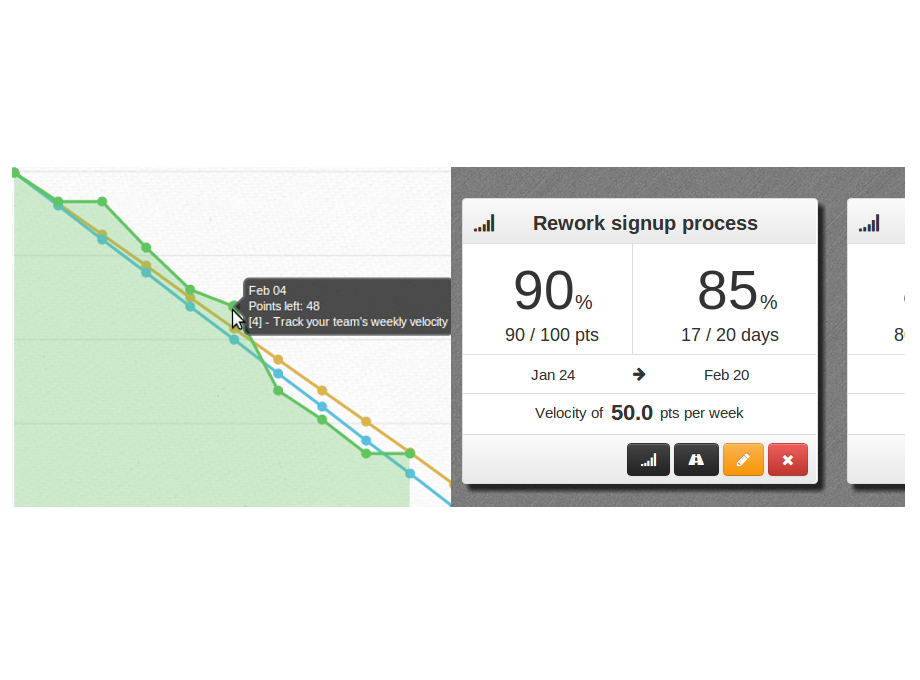 Feb 04
Points left: 48
[4] - Track your team's weekly velocity
Rework signup process
90%
85%
90 / 100 pts
17 / 20 days
Jan 24
Feb 20
Velocity of 50.0 pts per week